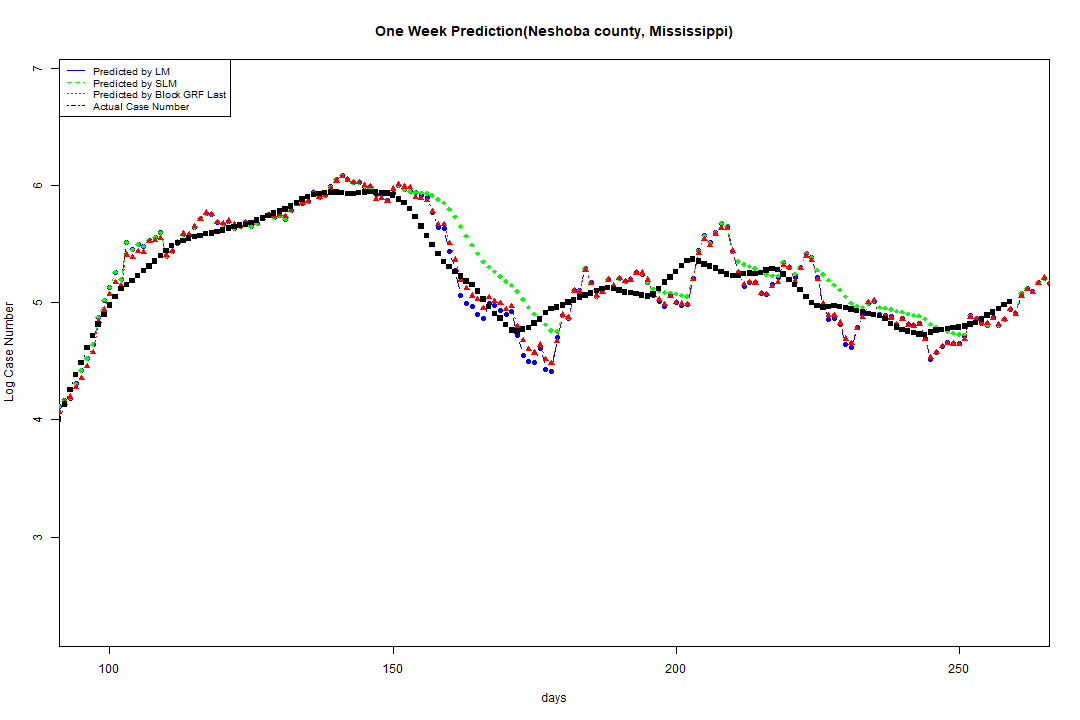 One Week Prediction(Neshoba county, Mississippi)
Predicted by LM
Predicted by SLM
Predicted by Block GRF Last
Actual Case Number
7
6
5
4
3
Log Case Number
100 150 200 250
days